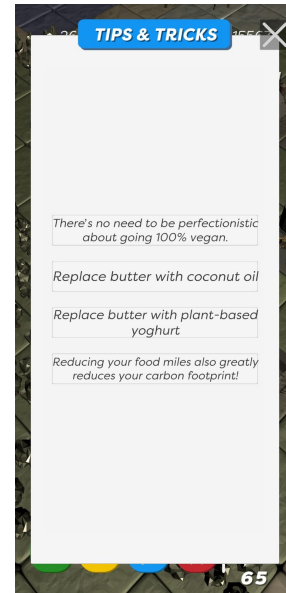 TIPS & TRICKS
There's no need to be perfectionistic
about going 100% vegan.
Replace butter with coconut oil
Replace butter with plant-based
yoghurt
Reducing your food miles also greatly
reduces your carbon footprint!
65